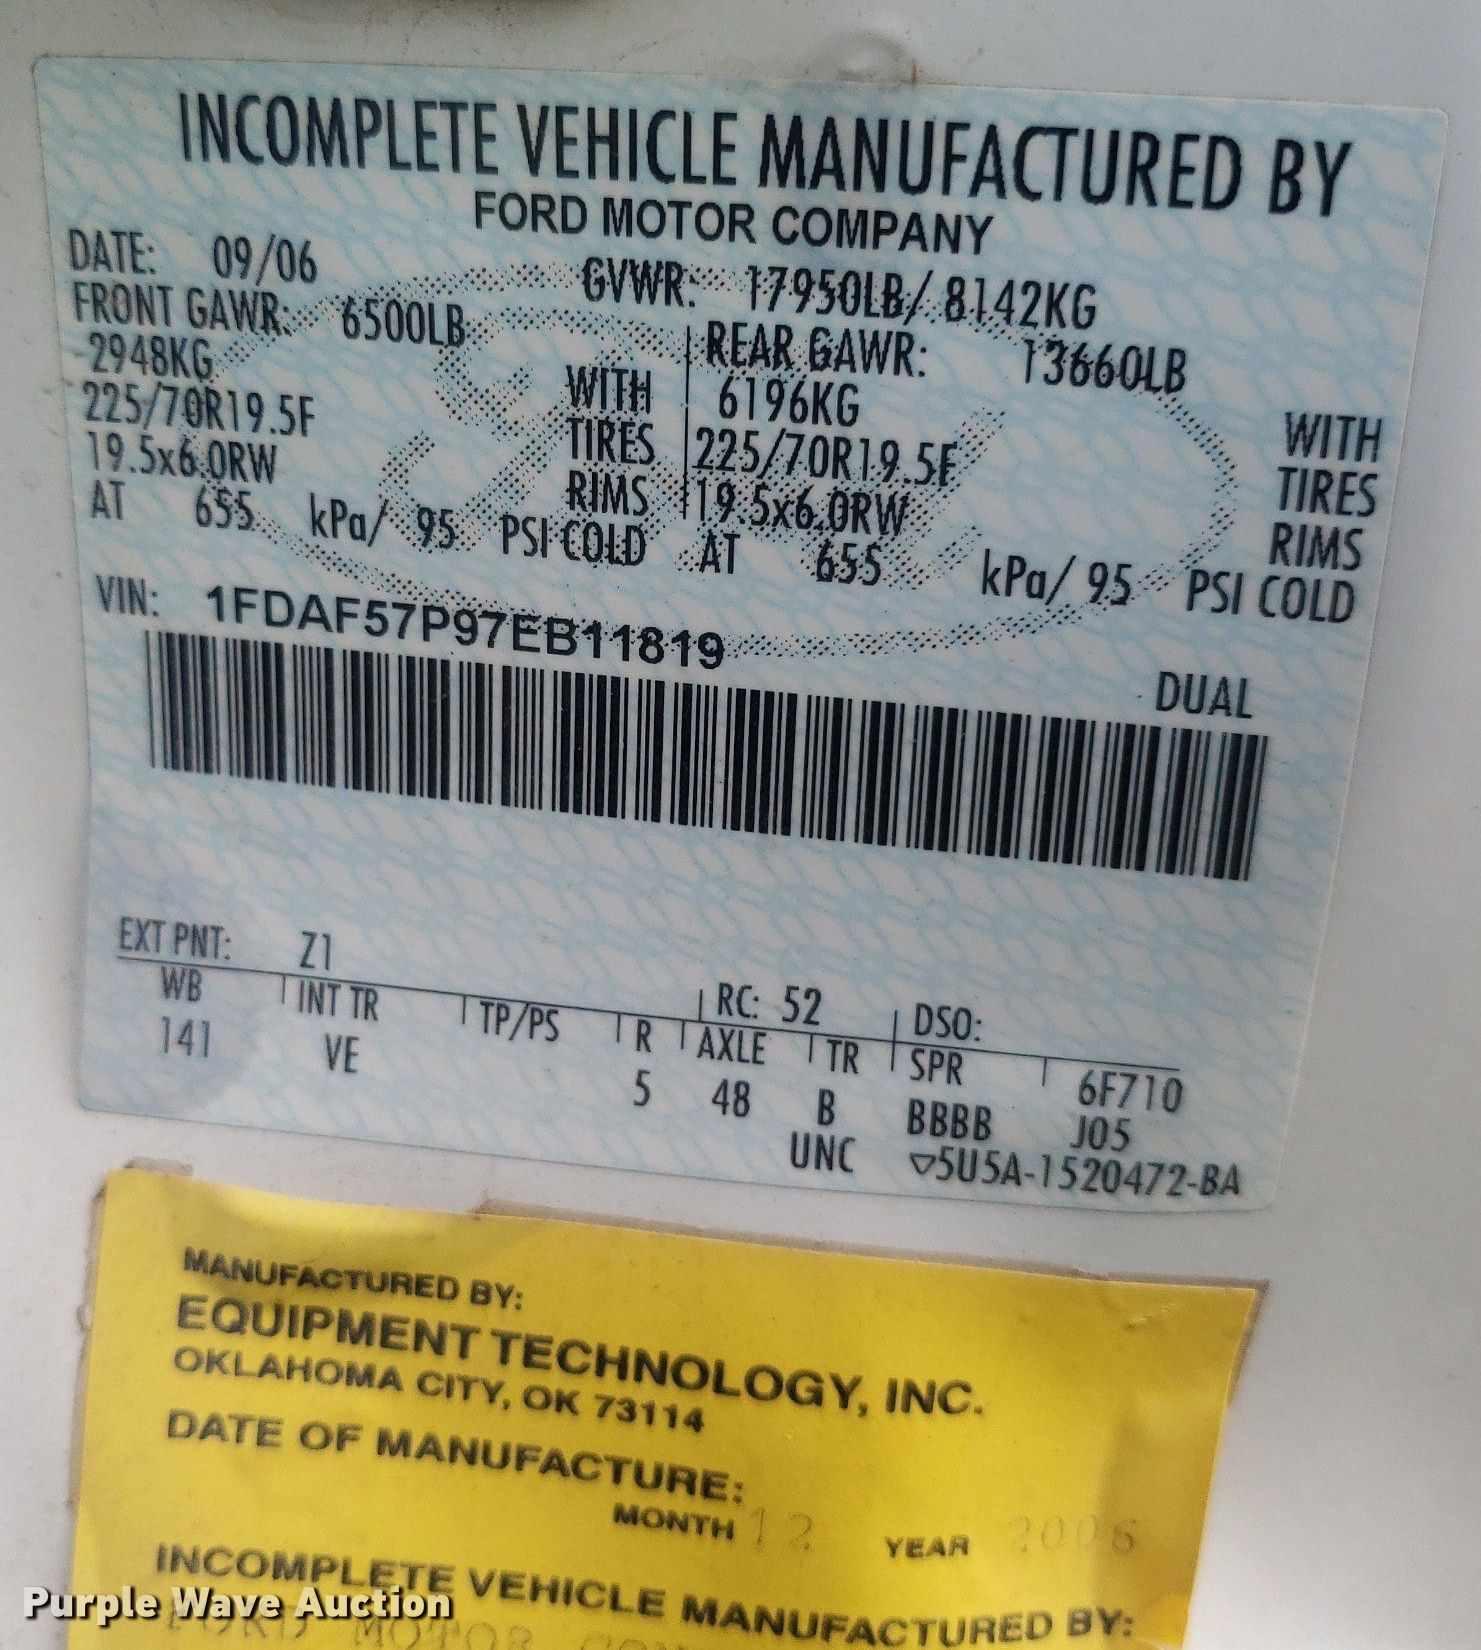 INCOMPLETE VEHICLE MANUFACTURED BY
FORD MOTOR COMPANY
DATE: 09/06 GVWR: 17950LB/ 8142KG
FRONT GAWR: 6500LB REAR GAWR: 13660LB
2948KG WITH 6196KG WITH
225/70R19.5F TIRES 225/70R19.5F TIRES
19.5x6.0RW RIMS 19.5x6.0RW RIMS
AT 655 kPa/ 95 PSI COLD AT 655 kPa/ 95 PSI COLD
VIN: 1FDAF57P97EB11819
DUAL
EXT PNT: Z1 RC: 52 DSO:
WB INT TR TP/PS R AXLE TR SPR 6F710
141 VE 5 48 B BBBB J05
UNC ▽5U5A-1520472-BA
MANUFACTURED BY:
EQUIPMENT TECHNOLOGY, INC.
OKLAHOMA CITY, OK 73114
DATE OF MANUFACTURE:
MONTH 12 YEAR 2006
INCOMPLETE VEHICLE MANUFACTURED BY:
FORD MOTOR
Purple Wave Auction